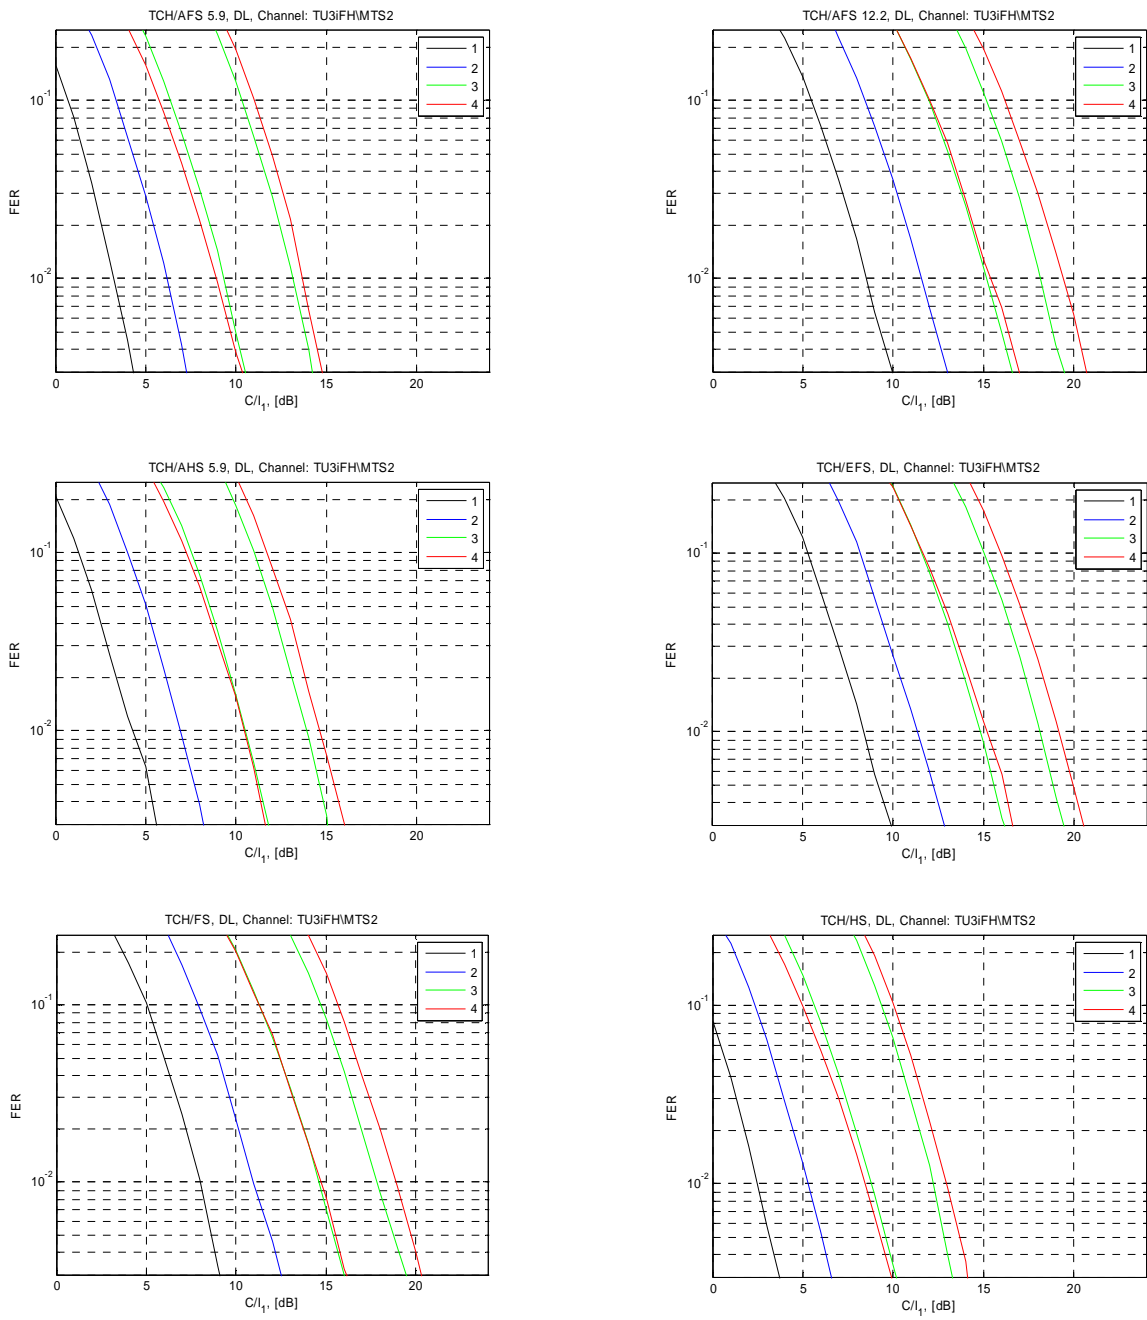 TCH/AFS 5.9, DL, Channel: TU3iFH\MTS2
1
2
3
4
10-1
10-2
FER
0 5 10 15 20
C/I1, [dB]
TCH/AFS 12.2, DL, Channel: TU3iFH\MTS2
1
2
3
4
10-1
10-2
FER
0 5 10 15 20
C/I1, [dB]
TCH/AHS 5.9, DL, Channel: TU3iFH\MTS2
1
2
3
4
10-1
10-2
FER
0 5 10 15 20
C/I1, [dB]
TCH/EFS, DL, Channel: TU3iFH\MTS2
1
2
3
4
10-1
10-2
FER
0 5 10 15 20
C/I1, [dB]
TCH/FS, DL, Channel: TU3iFH\MTS2
1
2
3
4
10-1
10-2
FER
0 5 10 15 20
C/I1, [dB]
TCH/HS, DL, Channel: TU3iFH\MTS2
1
2
3
4
10-1
10-2
FER
0 5 10 15 20
C/I1, [dB]